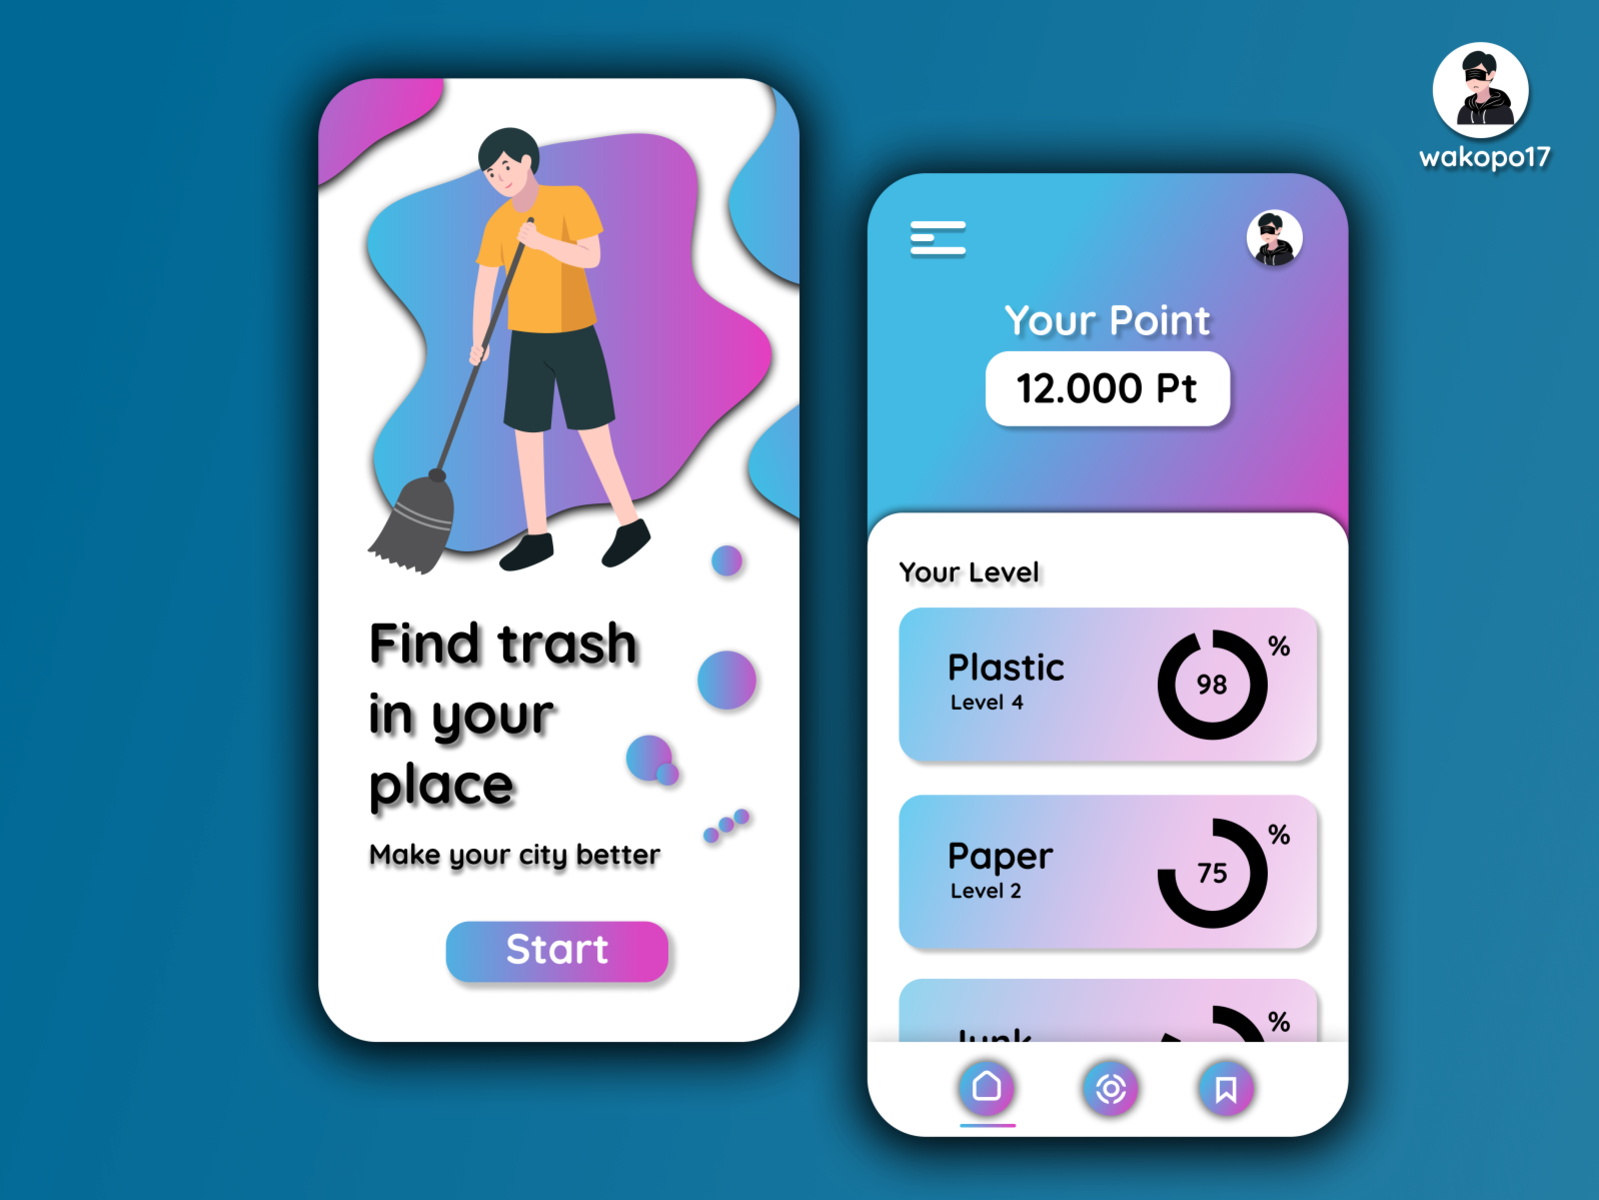 wakopo17
Find trash
in your
place
Make your city better
Start
Your Point
12.000 Pt
Your Level
Plastic
Level 4
98
%
Paper
Level 2
75
%
Junk
%